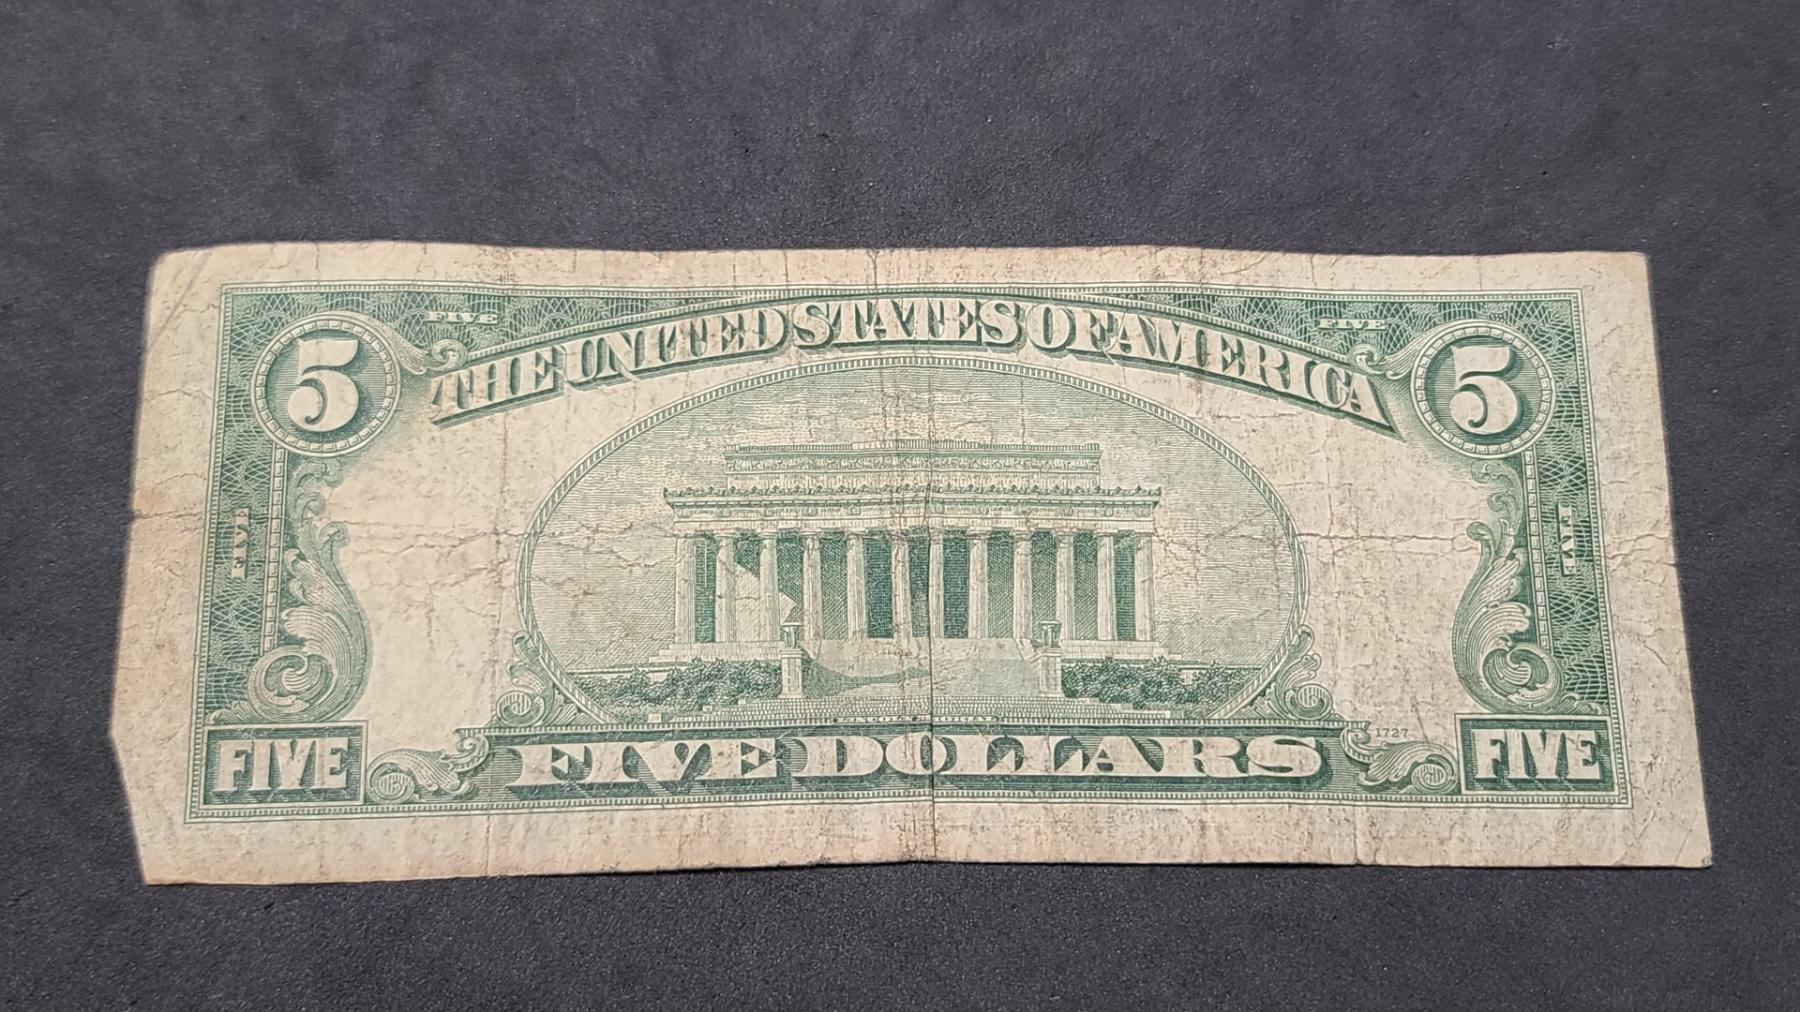 FIVE FIVE
5 THE UNITED STATES OF AMERICA 5
FIVE FIVE
LINCOLN MEMORIAL
FIVE FIVE DOLLARS 1727 FIVE